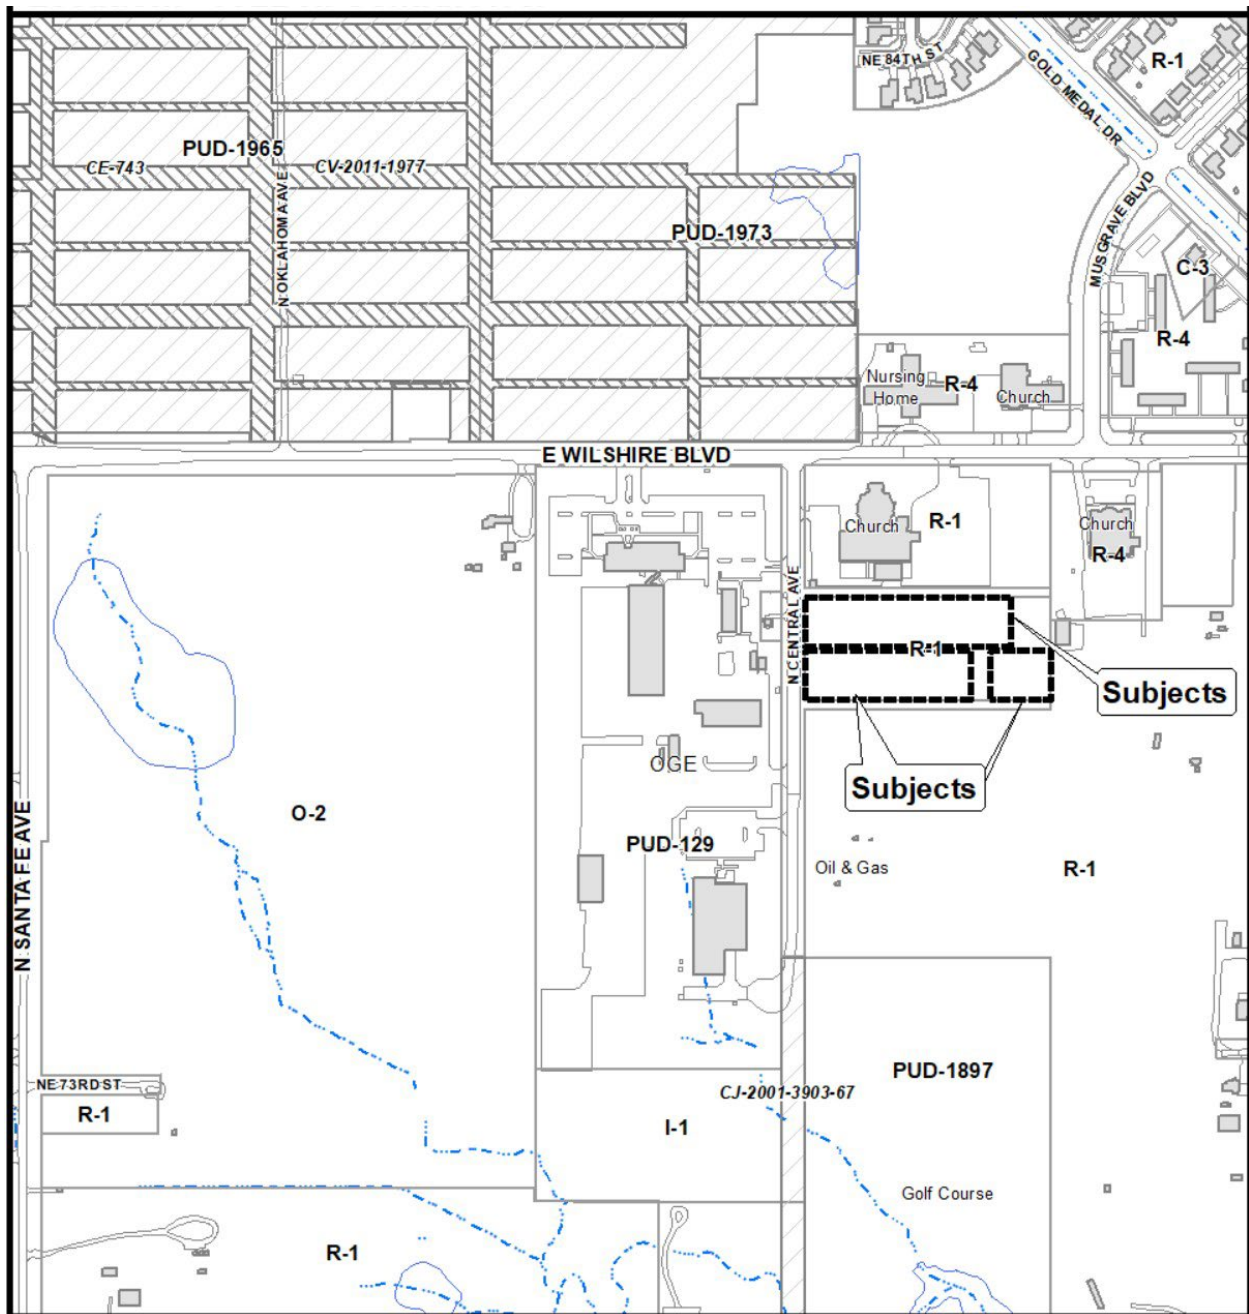 NE 84TH ST
R-1
GOLD MEDAL DR
PUD-1965
CE-743
CV-2011-1977
N OKLAHOMA AVE
PUD-1973
MUSGRAVE BLVD
C-3
R-4
Nursing
Home
R-4
Church
E WILSHIRE BLVD
Church
R-1
Church
R-4
N CENTRAL AVE
R-1
Subjects
Subjects
OGE
O-2
PUD-129
Oil & Gas
R-1
N SANTA FE AVE
PUD-1897
NE 73RD ST
CJ-2001-3903-67
R-1
I-1
Golf Course
R-1